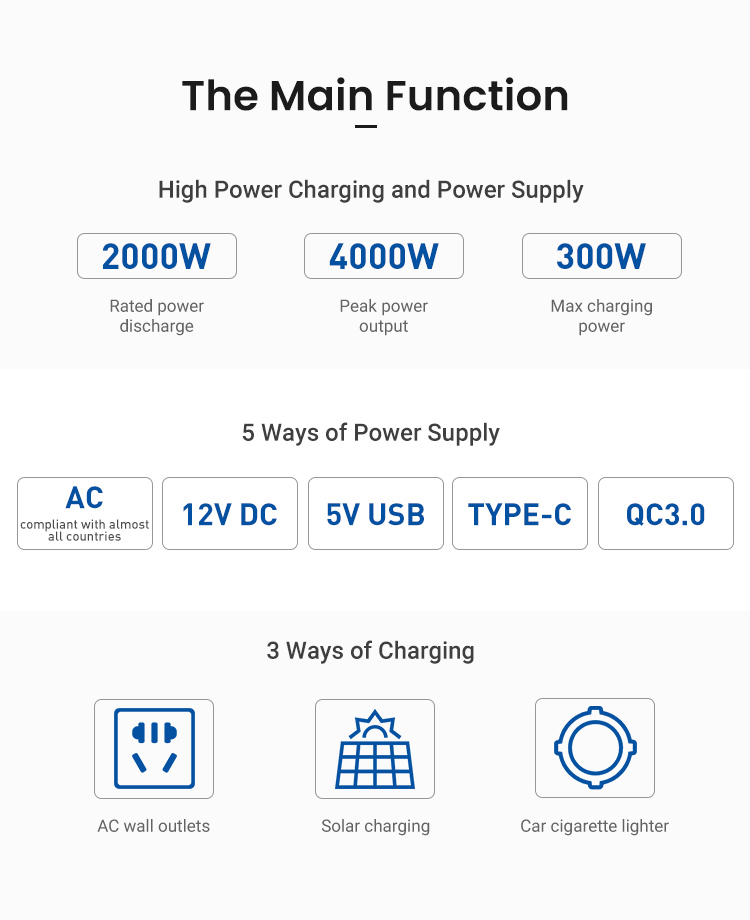 The Main Function
High Power Charging and Power Supply
2000W
4000W
300W
Rated power
discharge
Peak power
output
Max charging
power
5 Ways of Power Supply
AC
compliant with almost
all countries
12V DC
5V USB
TYPE-C
QC3.0
3 Ways of Charging
AC wall outlets
Solar charging
Car cigarette lighter